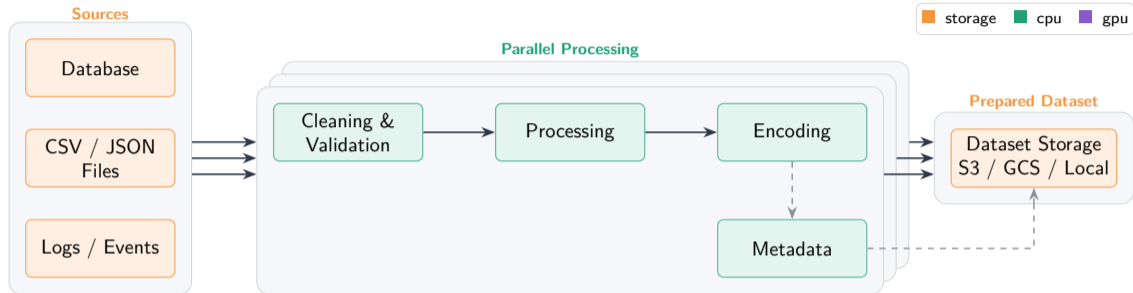 Sources
storage
cpu
gpu
Database
CSV / JSON
Files
Logs / Events
Parallel Processing
Cleaning &
Validation
Processing
Encoding
Metadata
Prepared Dataset
Dataset Storage
S3 / GCS / Local